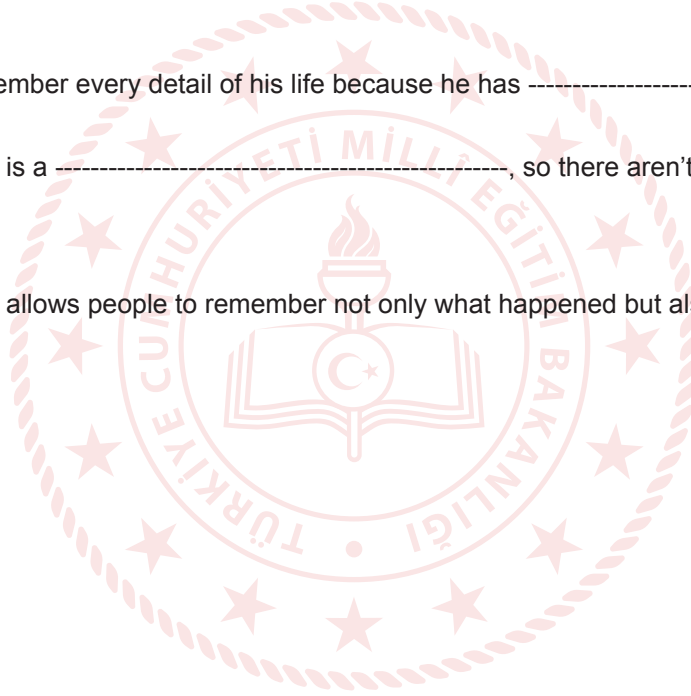 ember every detail of his life because he has -------------------
is a ---------------------------------------------------, so there aren't
allows people to remember not only what happened but al
TÜRKİYE CUMHURİYETİ MİLLÎ EĞİTİM BAKANLIĞI